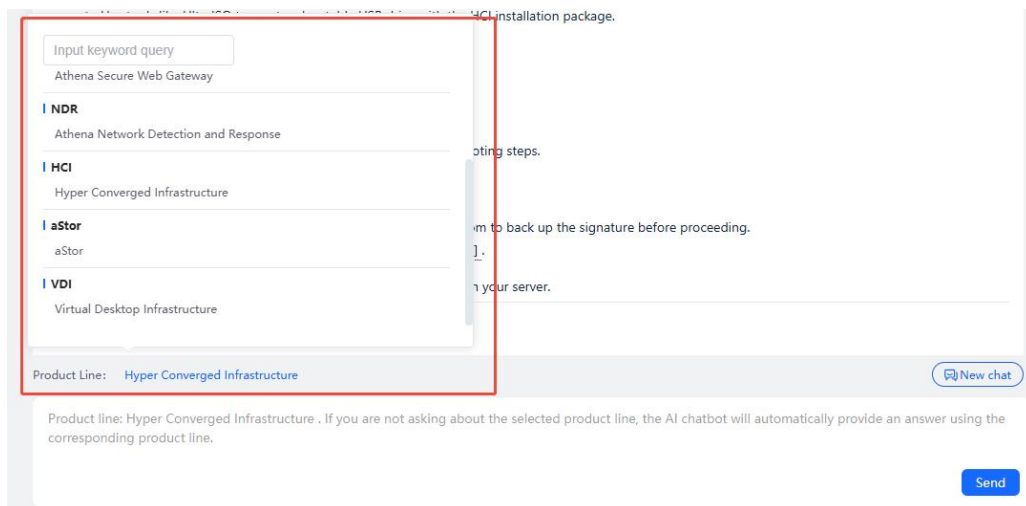 HCI installation package.
Input keyword query
Athena Secure Web Gateway
NDR
Athena Network Detection and Response
oting steps.
HCI
Hyper Converged Infrastructure
aStor
om to back up the signature before proceeding.
aStor
].
VDI
n your server.
Virtual Desktop Infrastructure
Product Line: Hyper Converged Infrastructure
New chat
Product line: Hyper Converged Infrastructure . If you are not asking about the selected product line, the AI chatbot will automatically provide an answer using the
corresponding product line.
Send